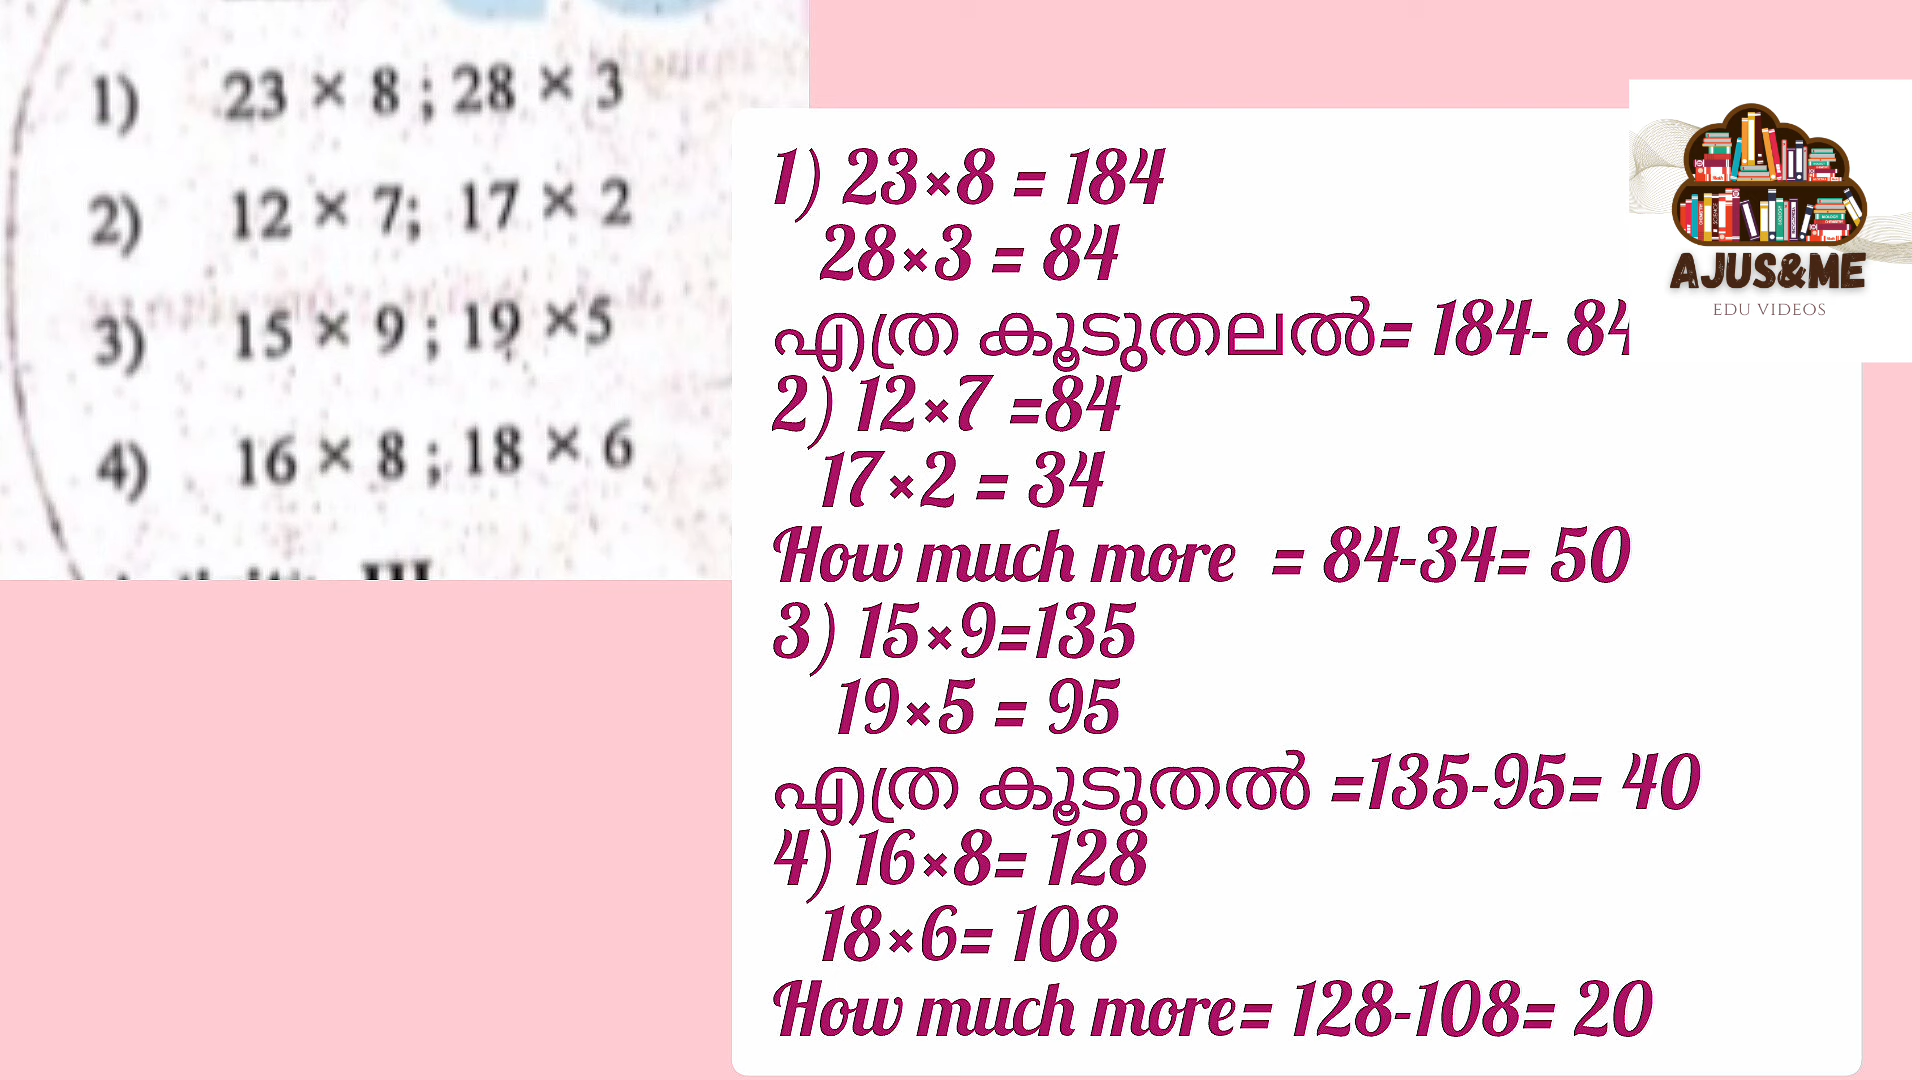 1) 23 × 8 ; 28 × 3
2) 12 × 7; 17 × 2
3) 15 × 9 ; 19 ×5
4) 16 × 8 ; 18 × 6
III
1) 23×8 = 184
28×3 = 84
എത്ര കൂടുതലൽ= 184- 84
2) 12×7 =84
17×2 = 34
How much more = 84-34= 50
3) 15×9=135
19×5 = 95
എത്ര കൂടുതൽ =135-95= 40
4) 16×8= 128
18×6= 108
How much more= 128-108= 20
AJUS&ME
EDU VIDEOS